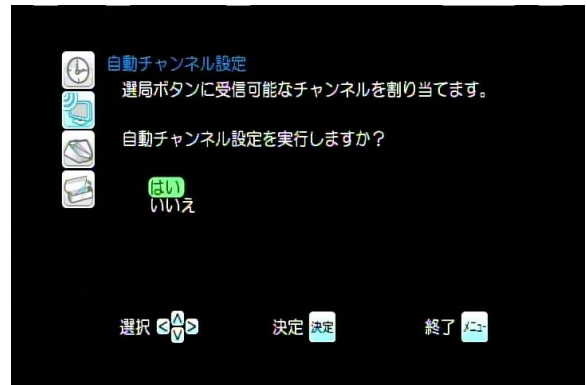 自動チャンネル設定
選局ボタンに受信可能なチャンネルを割り当てます。
自動チャンネル設定を実行しますか？
はい
いいえ
選択 決定 決定 終了 メニュー